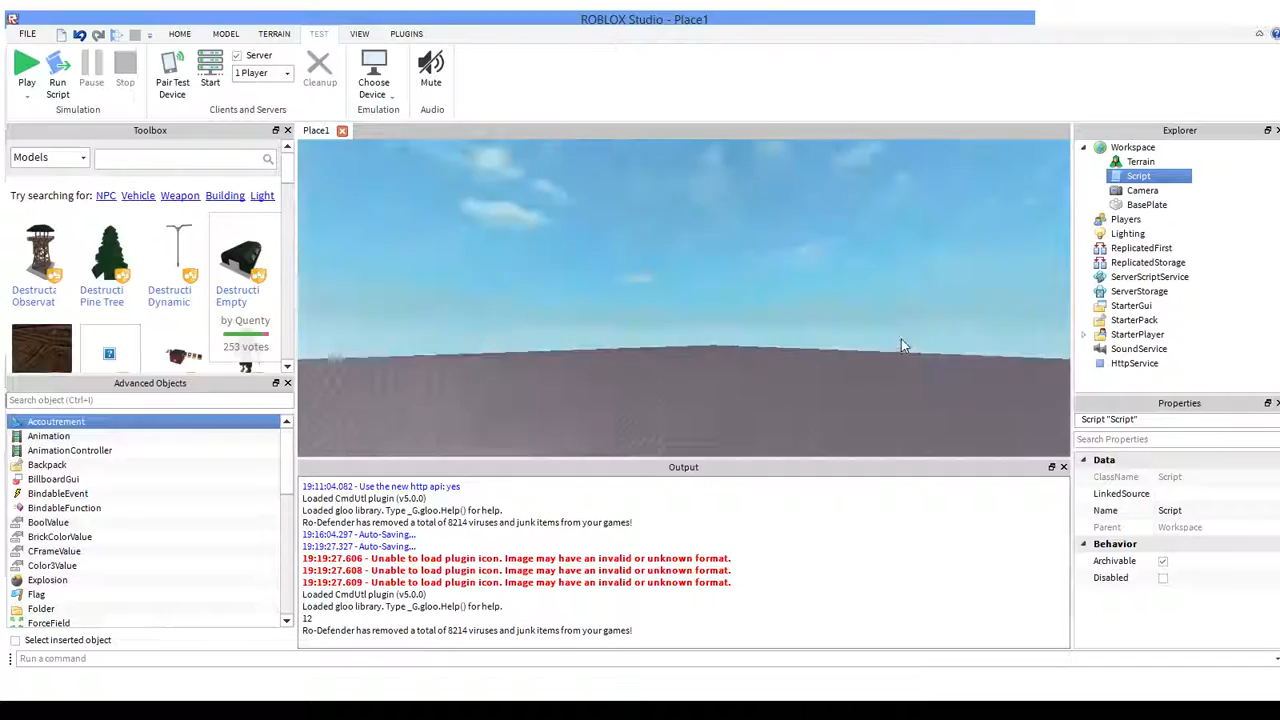 ROBLOX Studio - Place1
FILE HOME MODEL TERRAIN TEST VIEW PLUGINS
Play Run Script Pause Stop Pair Test Device Start Server 1 Player Cleanup Choose Device Mute
Simulation Clients and Servers Emulation Audio
Toolbox
Models
Try searching for: NPC Vehicle Weapon Building Light
Destructa Destructi Destructi Destructi
Observat Pine Tree Dynamic Empty
by Quenty
253 votes
Advanced Objects
Search object (Ctrl+I)
Accoutrement
Animation
AnimationController
Backpack
BillboardGui
BindableEvent
BindableFunction
BoolValue
BrickColorValue
CFrameValue
Color3Value
Explosion
Flag
Folder
ForceField
Select inserted object
Run a command
Place1
Output
19:11:04.082 - Use the new http api: yes
Loaded CmdUtl plugin (v5.0.0)
Loaded gloo library. Type _G.gloo.Help() for help.
Ro-Defender has removed a total of 8214 viruses and junk items from your games!
19:16:04.297 - Auto-Saving...
19:19:27.327 - Auto-Saving...
19:19:27.606 - Unable to load plugin icon. Image may have an invalid or unknown format.
19:19:27.608 - Unable to load plugin icon. Image may have an invalid or unknown format.
19:19:27.609 - Unable to load plugin icon. Image may have an invalid or unknown format.
Loaded CmdUtl plugin (v5.0.0)
Loaded gloo library. Type _G.gloo.Help() for help.
12
Ro-Defender has removed a total of 8214 viruses and junk items from your games!
Explorer
Workspace
Terrain
Script
Camera
BasePlate
Players
Lighting
ReplicatedFirst
ReplicatedStorage
ServerScriptService
ServerStorage
StarterGui
StarterPack
StarterPlayer
SoundService
HttpService
Properties
Script "Script"
Search Properties
Data
ClassName Script
LinkedSource
Name Script
Parent Workspace
Behavior
Archivable
Disabled